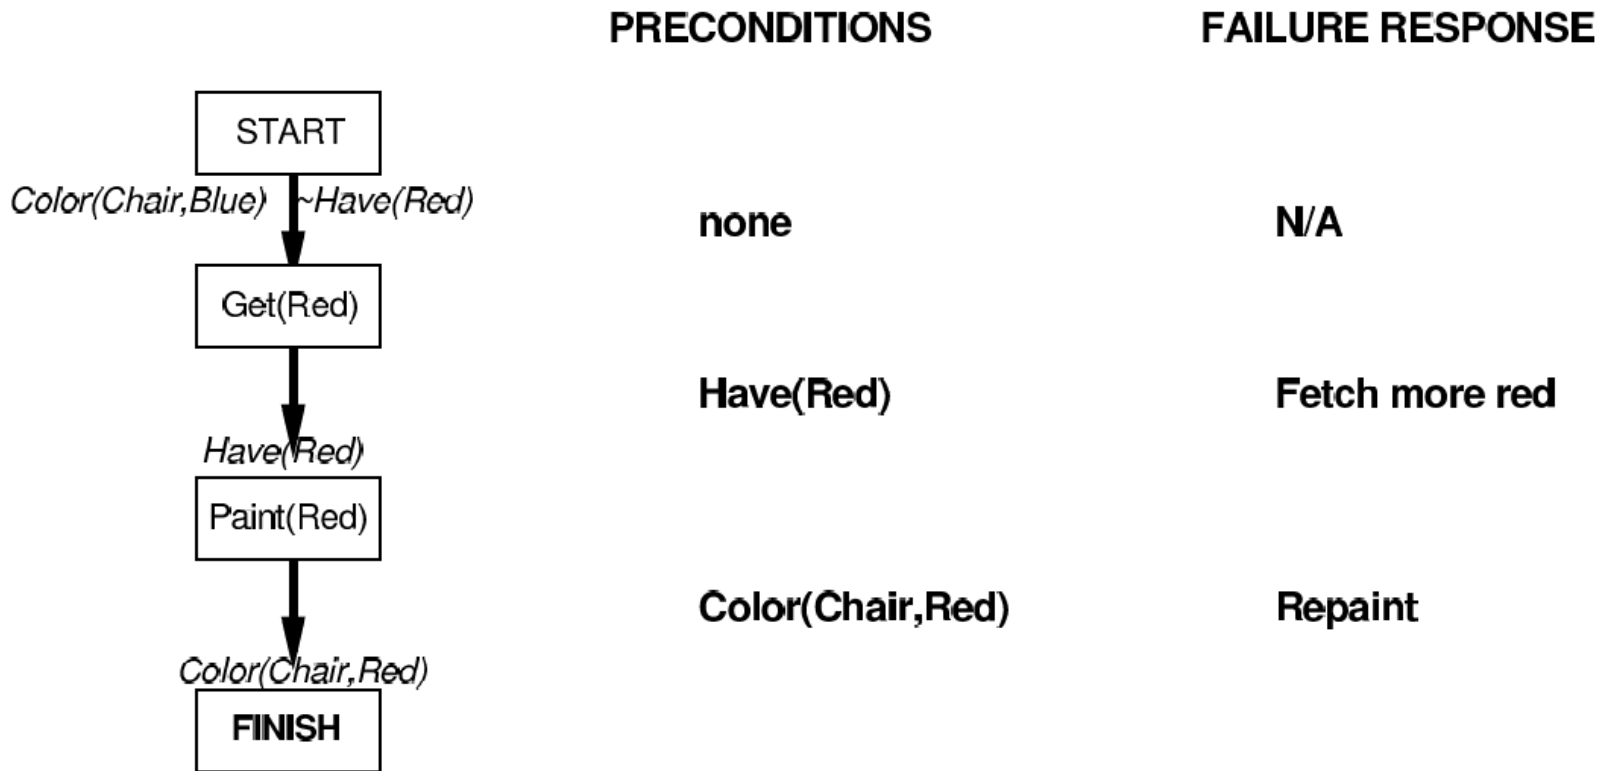 PRECONDITIONS FAILURE RESPONSE
START
Color(Chair,Blue) ~Have(Red)
none N/A
Get(Red)
Have(Red) Fetch more red
Have(Red)
Paint(Red)
Color(Chair,Red) Repaint
Color(Chair,Red)
FINISH